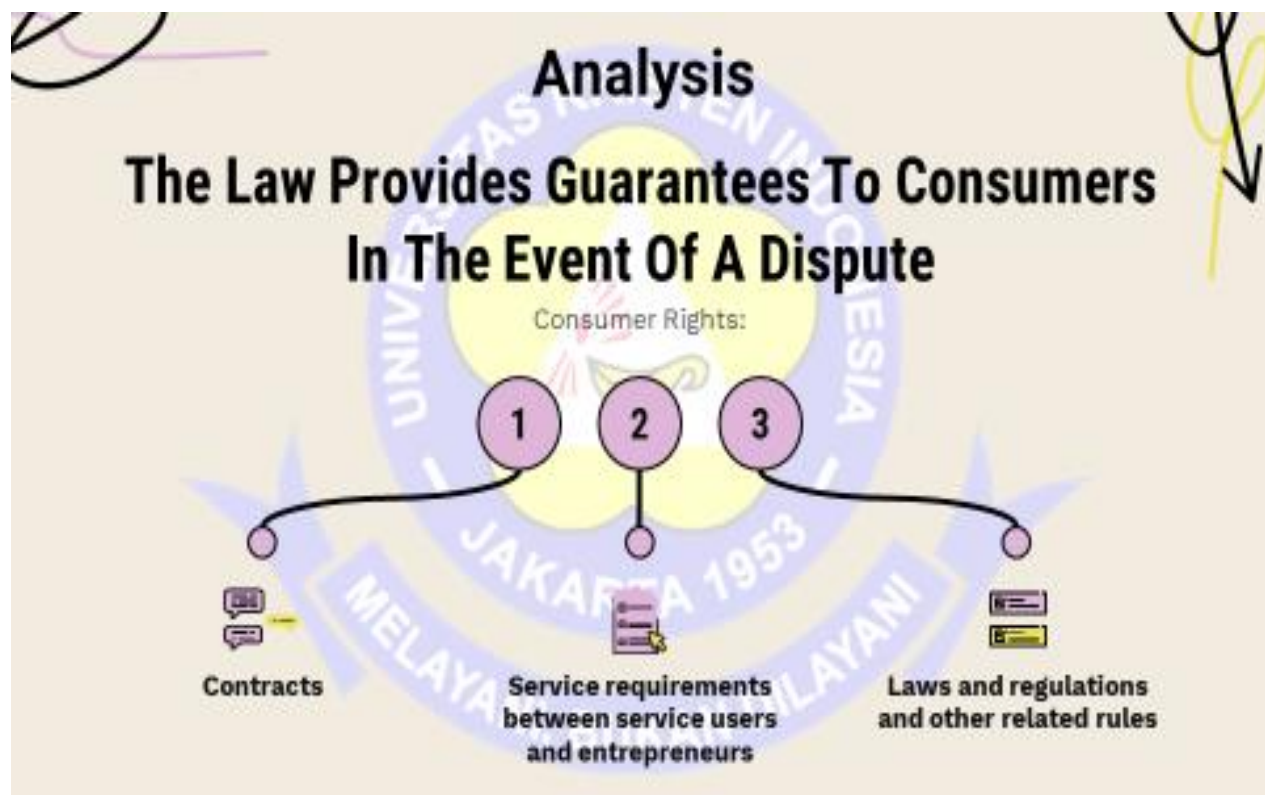 Analysis
The Law Provides Guarantees To Consumers
In The Event Of A Dispute
Consumer Rights:
1 2 3
Contracts
Service requirements
between service users
and entrepreneurs
Laws and regulations
and other related rules
UNIVERSITAS KRISTEN INDONESIA
JAKARTA 1953
MELAYANI BUKAN DILAYANI